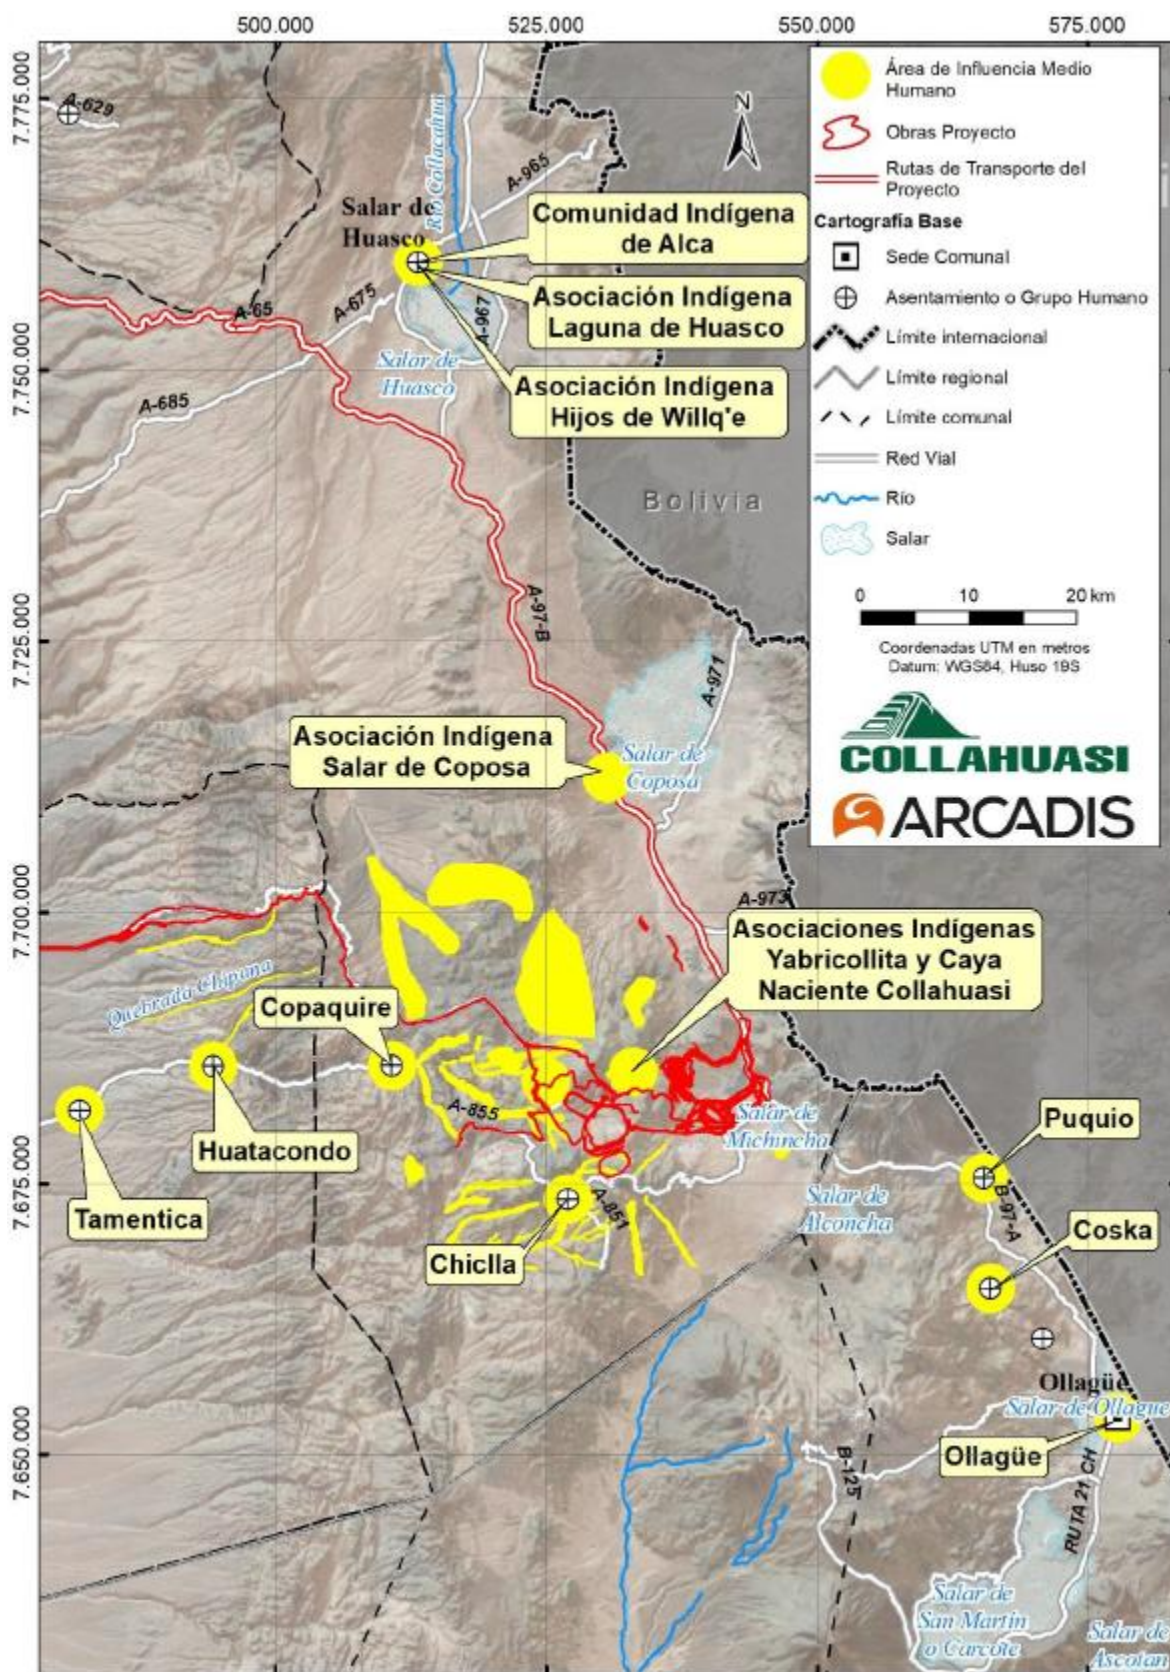 500.000
525.000
550.000
575.000
7.775.000
7.750.000
7.725.000
7.700.000
7.675.000
7.650.000
Área de Influencia Medio
Humano
Obras Proyecto
Rutas de Transporte del
Proyecto
Cartografía Base
Sede Comunal
Asentamiento o Grupo Humano
Límite internacional
Límite regional
Límite comunal
Red Vial
Río
Salar
0
10
20 km
Coordenadas UTM en metros
Datum: WGS84, Huso 19S
COLLAHUASI
ARCADIS
N
A-629
Río Collacahua
A-965
Salar de
Huasco
Comunidad Indígena
de Alca
Asociación Indígena
Laguna de Huasco
Asociación Indígena
Hijos de Willq'e
A-65
A-675
A-967
Salar de
Huasco
A-685
Bolivia
A-97-B
A-971
Asociación Indígena
Salar de Coposa
Salar de
Coposa
A-973
Asociaciones Indígenas
Yabricollita y Caya
Naciente Collahuasi
Quebrada Chipana
Copaquire
Huatacondo
Tamentica
A-855
Salar de
Michincha
Puquio
Salar de
Alconcha
B-97-A
A-851
Chiclla
Coska
Ollagüe
Salar de Ollague
Ollagüe
B-125
RUTA 21 CH
Salar de
San Martín
o Carcote
Salar de
Ascotan